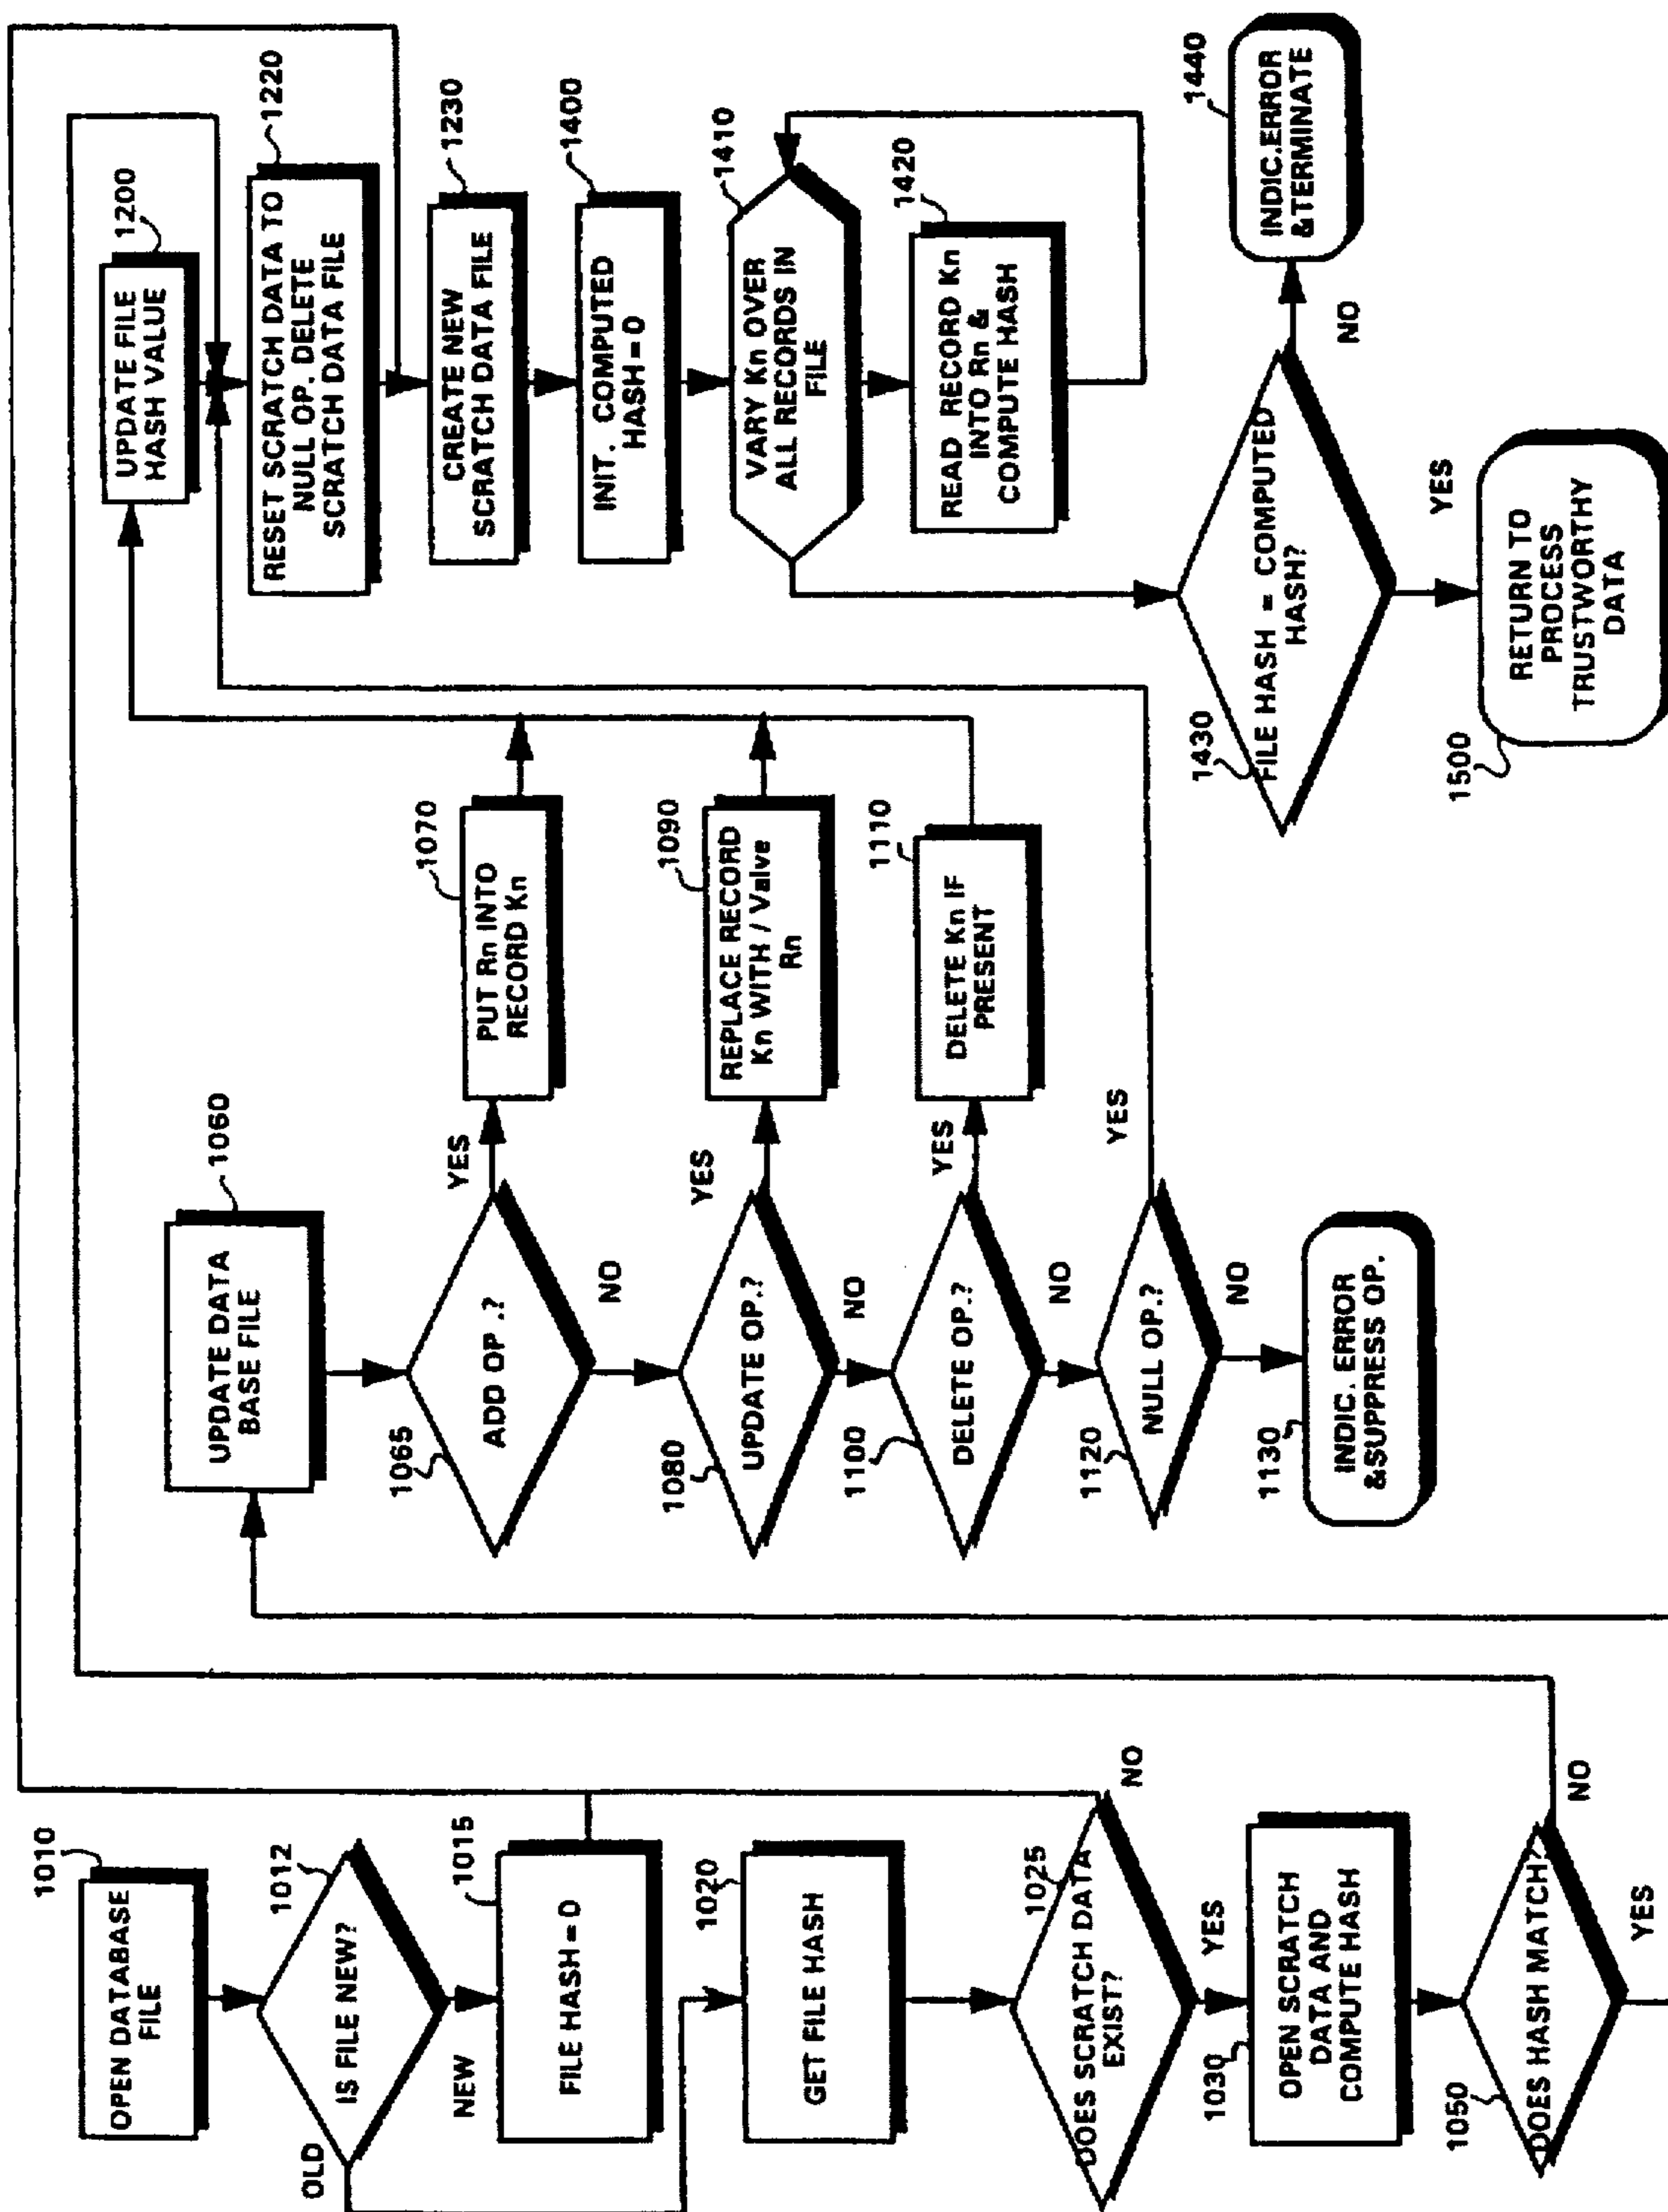 1010
OPEN DATABASE
FILE
1012
IS FILE NEW?
OLD
NEW
1015
FILE HASH = 0
1020
GET FILE HASH
1025
DOES SCRATCH DATA
EXIST?
NO
YES
1030
OPEN SCRATCH
DATA AND
COMPUTE HASH
1050
DOES HASH MATCH?
NO
YES
1060
UPDATE DATA
BASE FILE
1065
ADD OP .?
YES
NO
1070
PUT Rn INTO
RECORD Kn
1080
UPDATE OP.?
YES
NO
1090
REPLACE RECORD
Kn WITH / Valve
Rn
1100
DELETE OP.?
YES
NO
1110
DELETE Kn IF
PRESENT
1120
NULL OP.?
YES
NO
1130
INDIC. ERROR
&SUPPRESS OP.
1200
UPDATE FILE
HASH VALUE
1220
RESET SCRATCH DATA TO
NULL OP. DELETE
SCRATCH DATA FILE
1230
CREATE NEW
SCRATCH DATA FILE
1400
INIT. COMPUTED
HASH = 0
1410
VARY Kn OVER
ALL RECORDS IN
FILE
1420
READ RECORD Kn
INTO Rn &
COMPUTE HASH
1430
FILE HASH = COMPUTED
HASH?
NO
YES
1440
INDIC.ERROR
&TERMINATE
1500
RETURN TO
PROCESS
TRUSTWORTHY
DATA